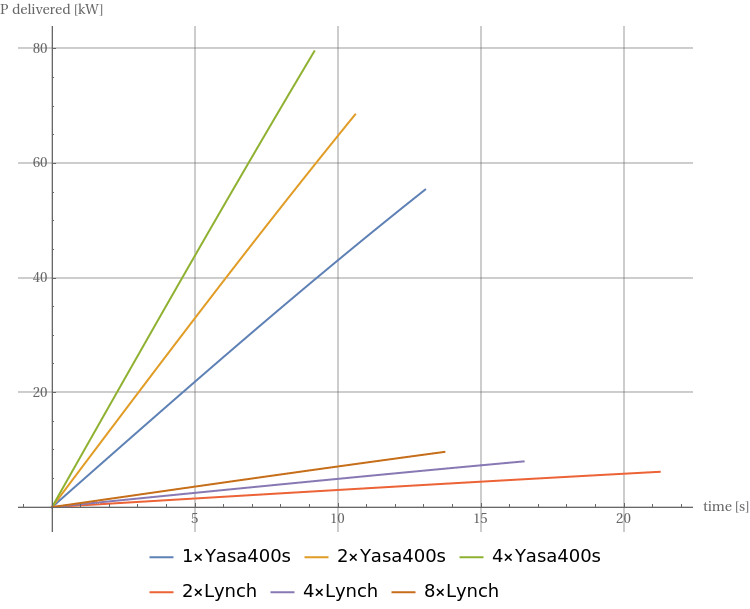 P delivered [kW]
80
60
40
20
5 10 15 20 time [s]
1×Yasa400s 2×Yasa400s 4×Yasa400s
2×Lynch 4×Lynch 8×Lynch